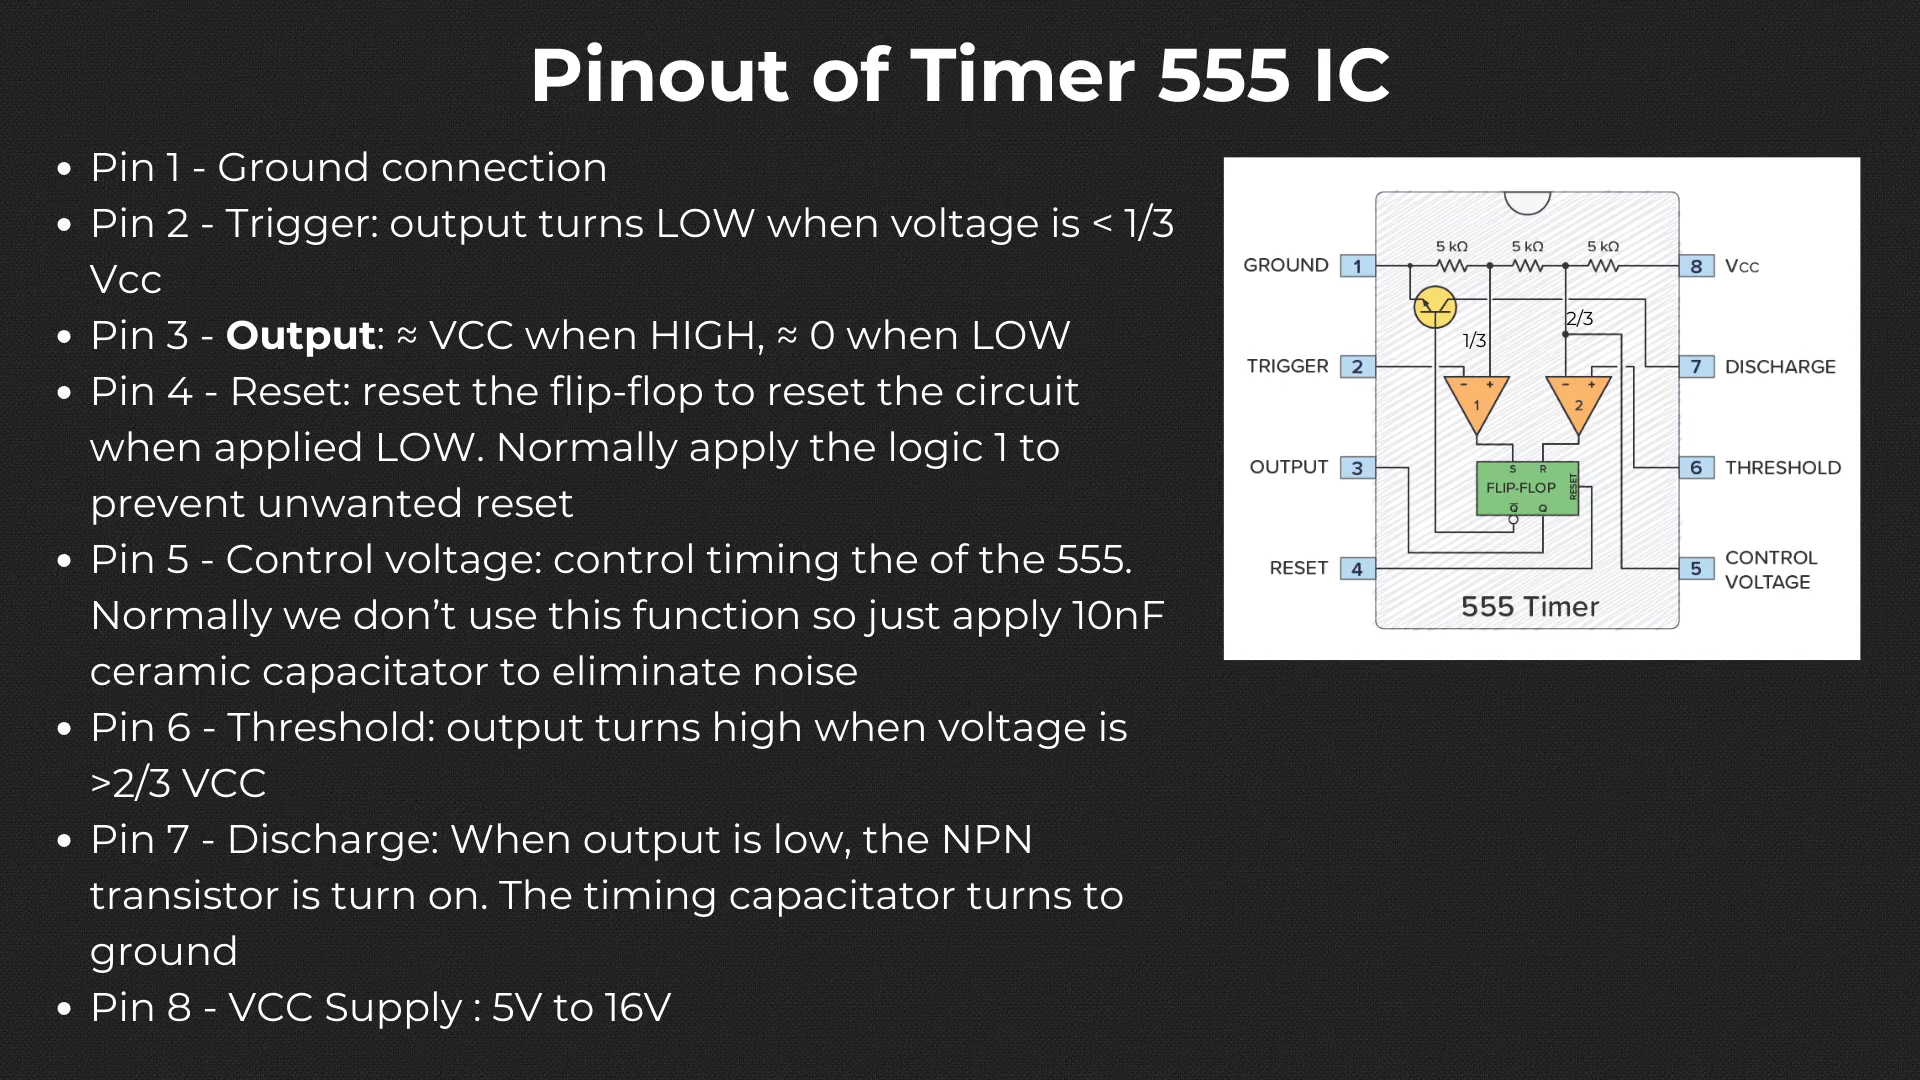 Pinout of Timer 555 IC
• Pin 1 - Ground connection
• Pin 2 - Trigger: output turns LOW when voltage is < 1/3
Vcc
• Pin 3 - Output: ≈ VCC when HIGH, ≈ 0 when LOW
• Pin 4 - Reset: reset the flip-flop to reset the circuit
when applied LOW. Normally apply the logic 1 to
prevent unwanted reset
• Pin 5 - Control voltage: control timing the of the 555.
Normally we don’t use this function so just apply 10nF
ceramic capacitator to eliminate noise
• Pin 6 - Threshold: output turns high when voltage is
>2/3 VCC
• Pin 7 - Discharge: When output is low, the NPN
transistor is turn on. The timing capacitator turns to
ground
• Pin 8 - VCC Supply : 5V to 16V
5 kΩ 5 kΩ 5 kΩ
GROUND 1 8 Vcc
2/3
1/3
TRIGGER 2 7 DISCHARGE
- + - +
1 2
OUTPUT 3 6 THRESHOLD
S R
FLIP-FLOP RESET
Q̅ Q
RESET 4 5 CONTROL
VOLTAGE
555 Timer